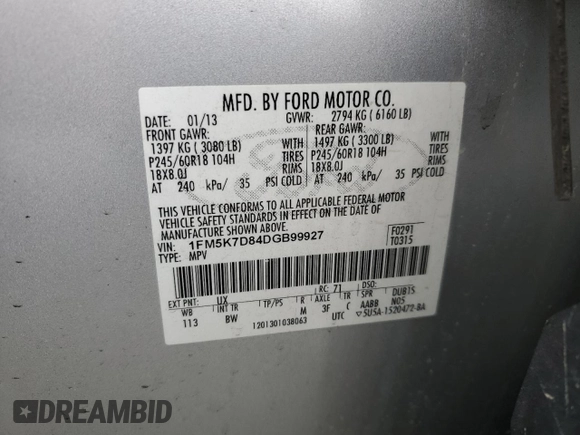 MFD. BY FORD MOTOR CO.
DATE: 01/13 GVWR: 2794 KG ( 6160 LB)
FRONT GAWR: REAR GAWR:
1397 KG ( 3080 LB) WITH 1497 KG ( 3300 LB) WITH
P245/60R18 104H TIRES P245/60R18 104H TIRES
18X8.0J RIMS 18X8.0J RIMS
AT 240 kPa/ 35 PSI COLD AT 240 kPa/ 35 PSI COLD
THIS VEHICLE CONFORMS TO ALL APPLICABLE FEDERAL MOTOR
VEHICLE SAFETY STANDARDS IN EFFECT ON THE DATE OF
MANUFACTURE SHOWN ABOVE.
VIN: 1FM5K7D84DGB99927 F0291
TYPE: MPV T0315
EXT PNT: UX RC: 71 DSO:
WB INT TR TP/PS R AXLE TR SPR DUBTS
113 BW M 3F C AABB N05
1201301038063 UTC ▽5U5A-1520472-BA
Ford
DREAMBID